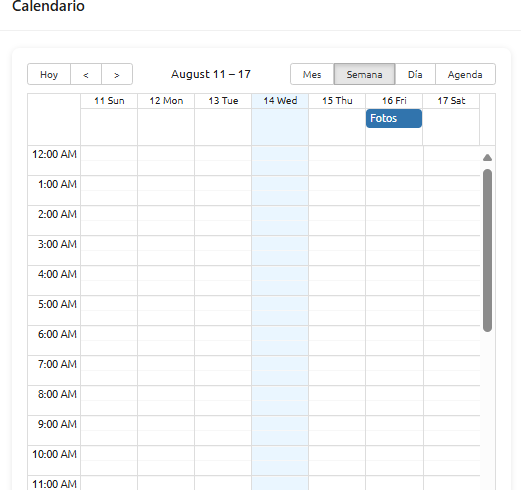 Calendario
Hoy < > August 11 – 17 Mes Semana Día Agenda
11 Sun 12 Mon 13 Tue 14 Wed 15 Thu 16 Fri 17 Sat
Fotos
12:00 AM
1:00 AM
2:00 AM
3:00 AM
4:00 AM
5:00 AM
6:00 AM
7:00 AM
8:00 AM
9:00 AM
10:00 AM
11:00 AM